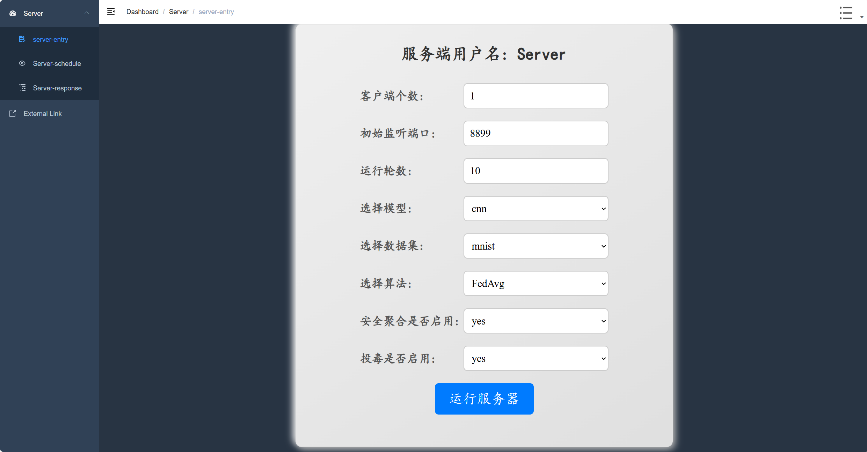 Server
server-entry
Server-schedule
Server-response
External Link
Dashboard / Server / server-entry
服务端用户名: Server
客户端个数: 1
初始监听端口: 8899
运行轮数: 10
选择模型: cnn
选择数据集: mnist
选择算法: FedAvg
安全聚合是否启用: yes
投毒是否启用: yes
运行服务器